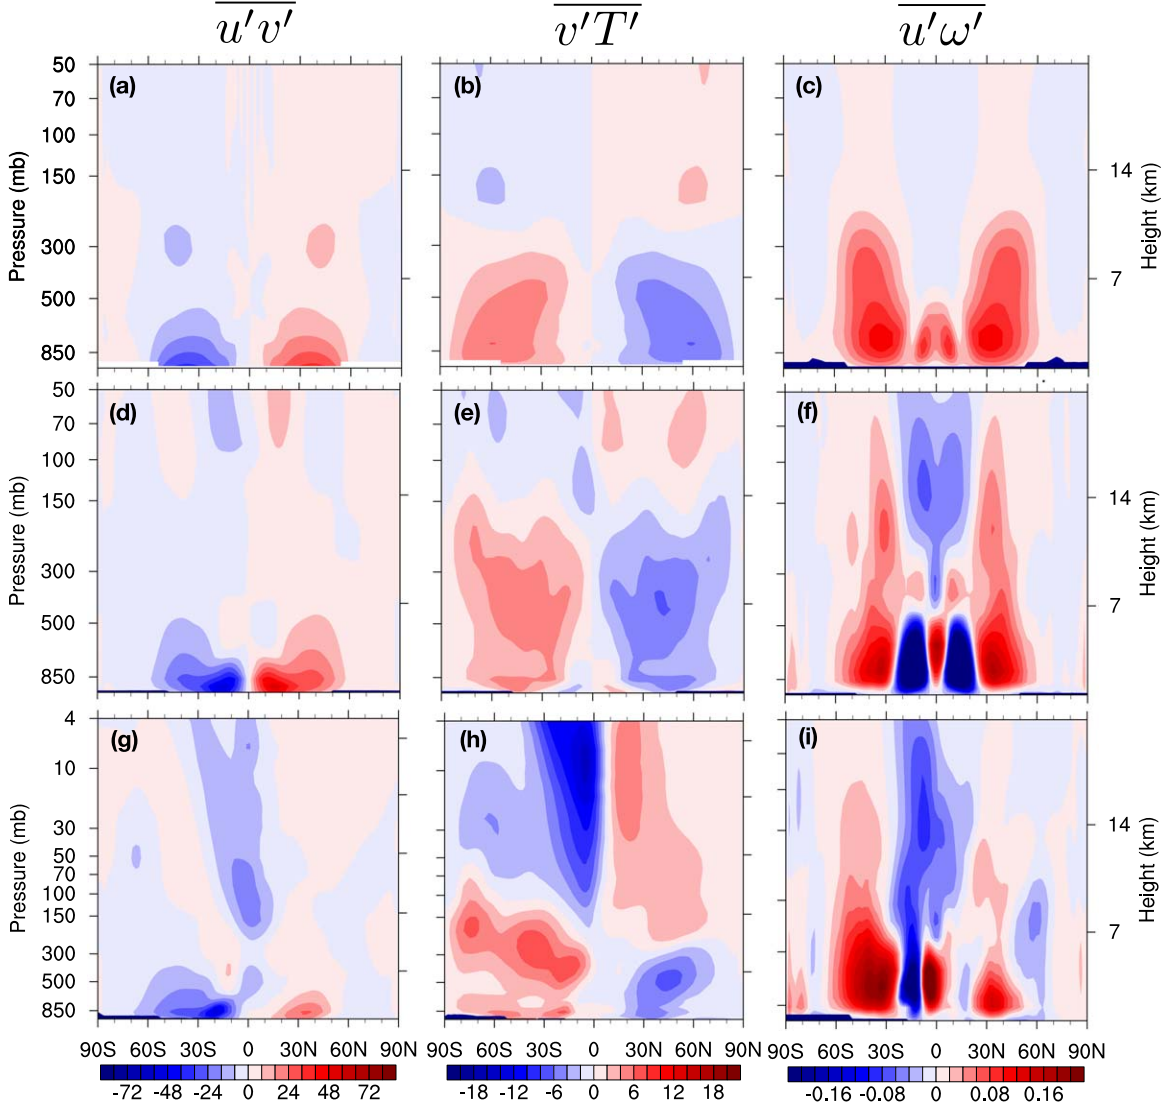 u′v′ v′T′ u′ω′
(a) (b) (c)
50
70
100
150
300
500
850
Pressure (mb)
14
7
Height (km)
(d) (e) (f)
50
70
100
150
300
500
850
Pressure (mb)
14
7
Height (km)
(g) (h) (i)
4
10
30
50
70
100
150
300
500
850
Pressure (mb)
14
7
Height (km)
90S 60S 30S 0 30N 60N 90N 60S 30S 0 30N 60N 90S 60S 30S 0 30N 60N 90N
-72 -48 -24 0 24 48 72 -18 -12 -6 0 6 12 18 -0.16 -0.08 0 0.08 0.16